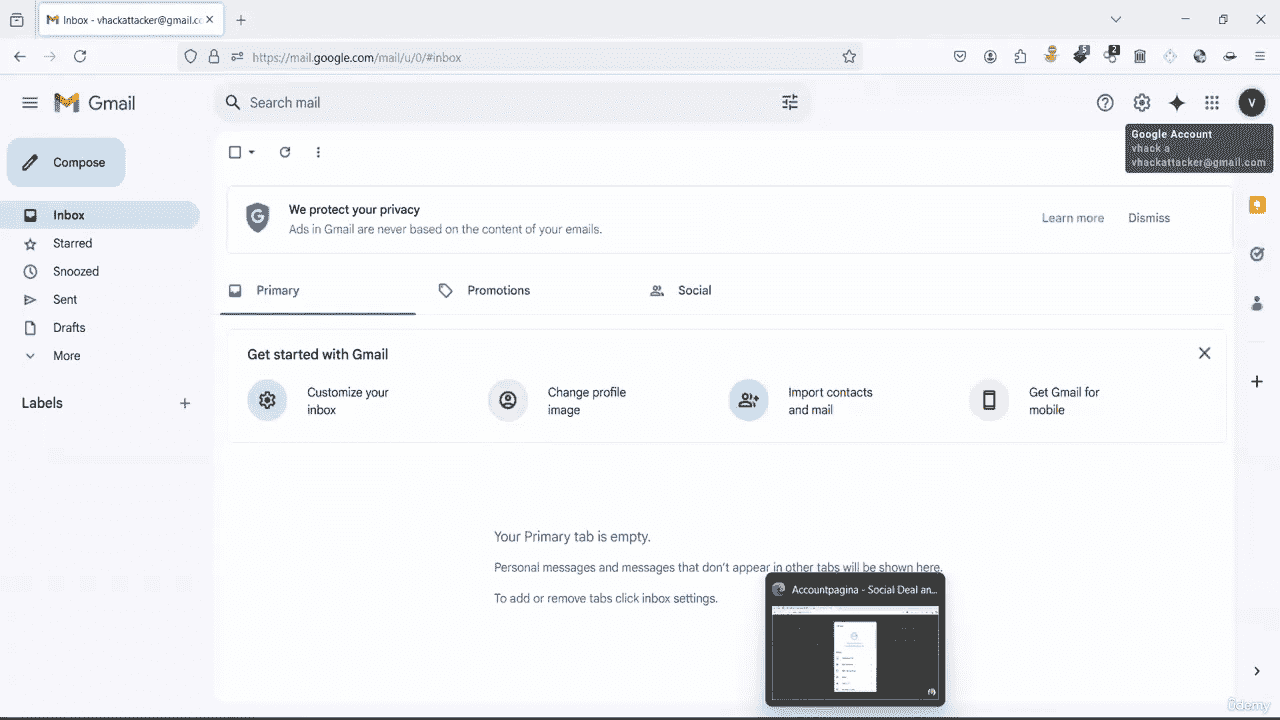 Inbox - vhackattacker@gmail.cc
https://mail.google.com/mail/u/0/#inbox
5
2
Gmail
Search mail
V
Google Account
vhack a
vhackattacker@gmail.com
Compose
Inbox
Starred
Snoozed
Sent
Drafts
More
Labels
We protect your privacy
Ads in Gmail are never based on the content of your emails.
Learn more
Dismiss
Primary
Promotions
Social
Get started with Gmail
Customize your
inbox
Change profile
image
Import contacts
and mail
Get Gmail for
mobile
Your Primary tab is empty.
Personal messages and messages that don't appear in other tabs will be shown here.
To add or remove tabs click inbox settings.
Accountpagina - Social Deal an...
Udemy